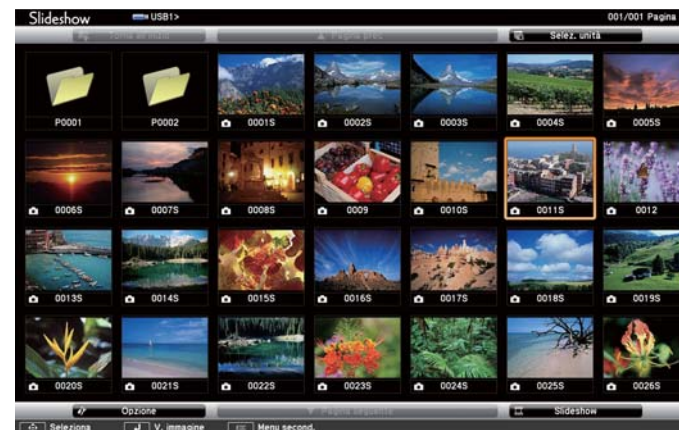 Slideshow USB1> 001/001 Pagina
Torna all'inizio Pagina prec. Selez. unità
P0001 P0002 0001S 0002S 0003S 0004S 0005S
0006S 0007S 0008S 0009 0010S 0011S 0012
0013S 0014S 0015S 0016S 0017S 0018S 0019S
0020S 0021S 0022S 0023S 0024S 0025S 0026S
Opzione Pagina seguente Slideshow
Seleziona V. immagine Menu second.